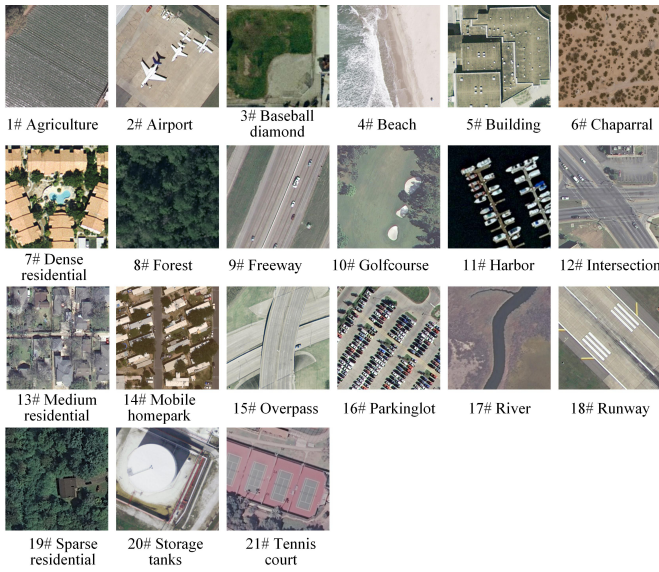 1# Agriculture
2# Airport
3# Baseball
diamond
4# Beach
5# Building
6# Chaparral
7# Dense
residential
8# Forest
9# Freeway
10# Golfcourse
11# Harbor
12# Intersection
13# Medium
residential
14# Mobile
homepark
15# Overpass
16# Parkinglot
17# River
18# Runway
19# Sparse
residential
20# Storage
tanks
21# Tennis
court